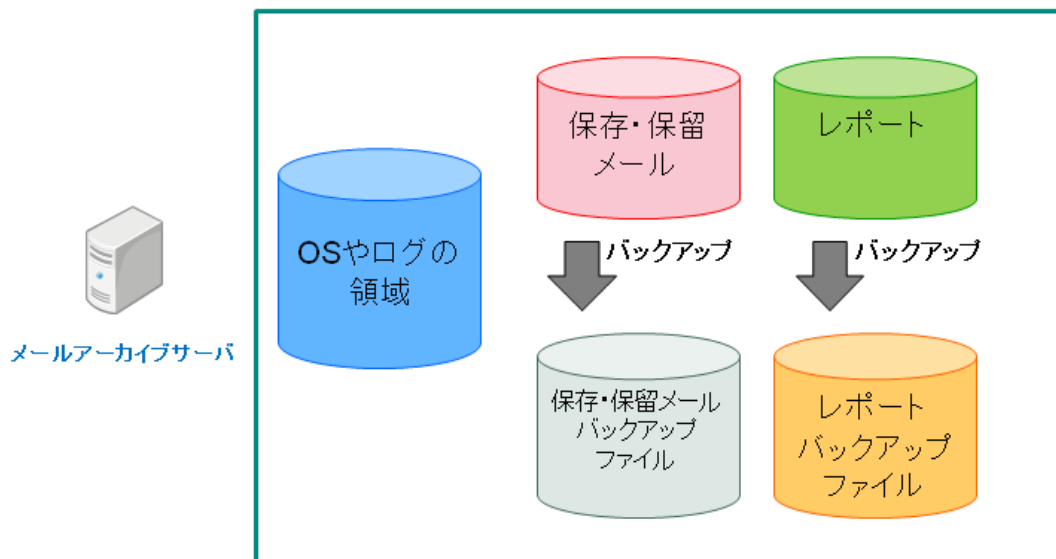 保存・保留
メール
レポート
OSやログの
領域
バックアップ
バックアップ
メールアーカイブサーバ
保存・保留メール
バックアップ
ファイル
レポート
バックアップ
ファイル